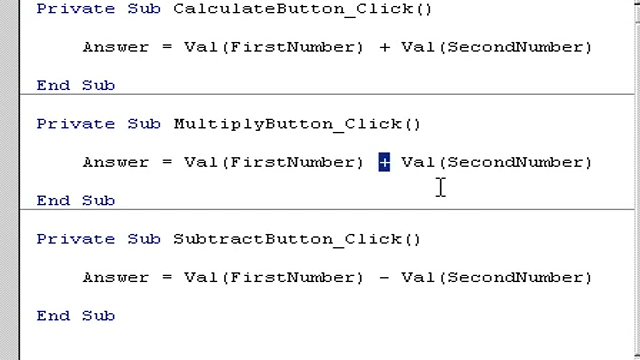 Private Sub CalculateButton_Click()
Answer = Val(FirstNumber) + Val(SecondNumber)
End Sub
Private Sub MultiplyButton_Click()
Answer = Val(FirstNumber) + Val(SecondNumber)
End Sub
Private Sub SubtractButton_Click()
Answer = Val(FirstNumber) - Val(SecondNumber)
End Sub